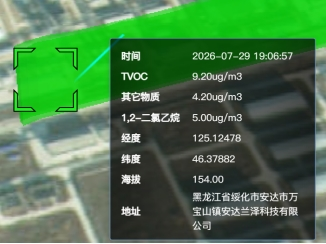 时间 2026-07-29 19:06:57
TVOC 9.20ug/m3
其它物质 4.20ug/m3
1,2-二氯乙烷 5.00ug/m3
经度 125.12478
纬度 46.37882
海拔 154.00
地址 黑龙江省绥化市安达市万
宝山镇安达兰泽科技有限
公司